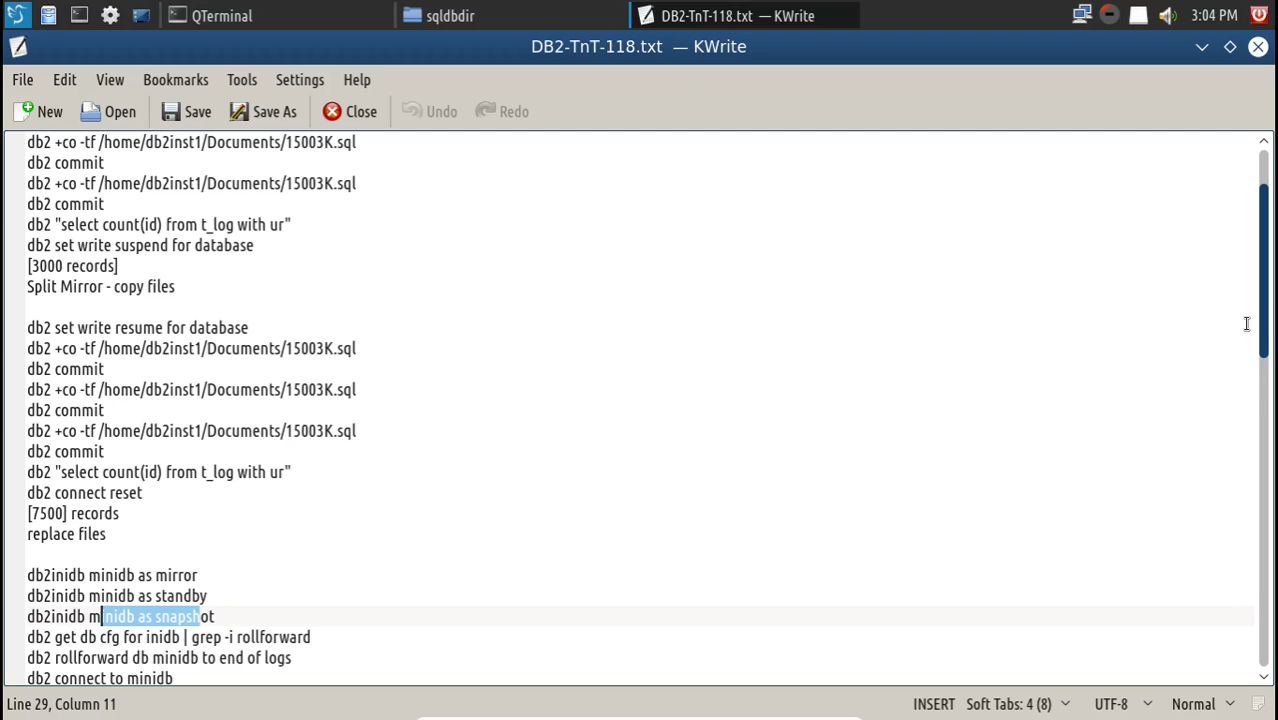 QTerminal
sqldbdir
DB2-TnT-118.txt — KWrite
3:04 PM
DB2-TnT-118.txt — KWrite
File Edit View Bookmarks Tools Settings Help
New Open Save Save As Close Undo Redo
db2 +co -tf /home/db2inst1/Documents/15003K.sql
db2 commit
db2 +co -tf /home/db2inst1/Documents/15003K.sql
db2 commit
db2 "select count(id) from t_log with ur"
db2 set write suspend for database
[3000 records]
Split Mirror - copy files
db2 set write resume for database
db2 +co -tf /home/db2inst1/Documents/15003K.sql
db2 commit
db2 +co -tf /home/db2inst1/Documents/15003K.sql
db2 commit
db2 +co -tf /home/db2inst1/Documents/15003K.sql
db2 commit
db2 "select count(id) from t_log with ur"
db2 connect reset
[7500] records
replace files
db2inidb minidb as mirror
db2inidb minidb as standby
db2inidb minidb as snapshot
db2 get db cfg for inidb | grep -i rollforward
db2 rollforward db minidb to end of logs
db2 connect to minidb
Line 29, Column 11
INSERT Soft Tabs: 4 (8) UTF-8 Normal